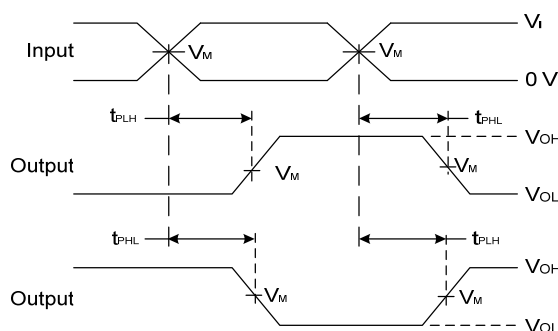 Input
VM
VM
VI
0 V
tPLH
tPHL
Output
VM
VM
VOH
VOL
tPHL
tPLH
Output
VM
VM
VOH
VOL